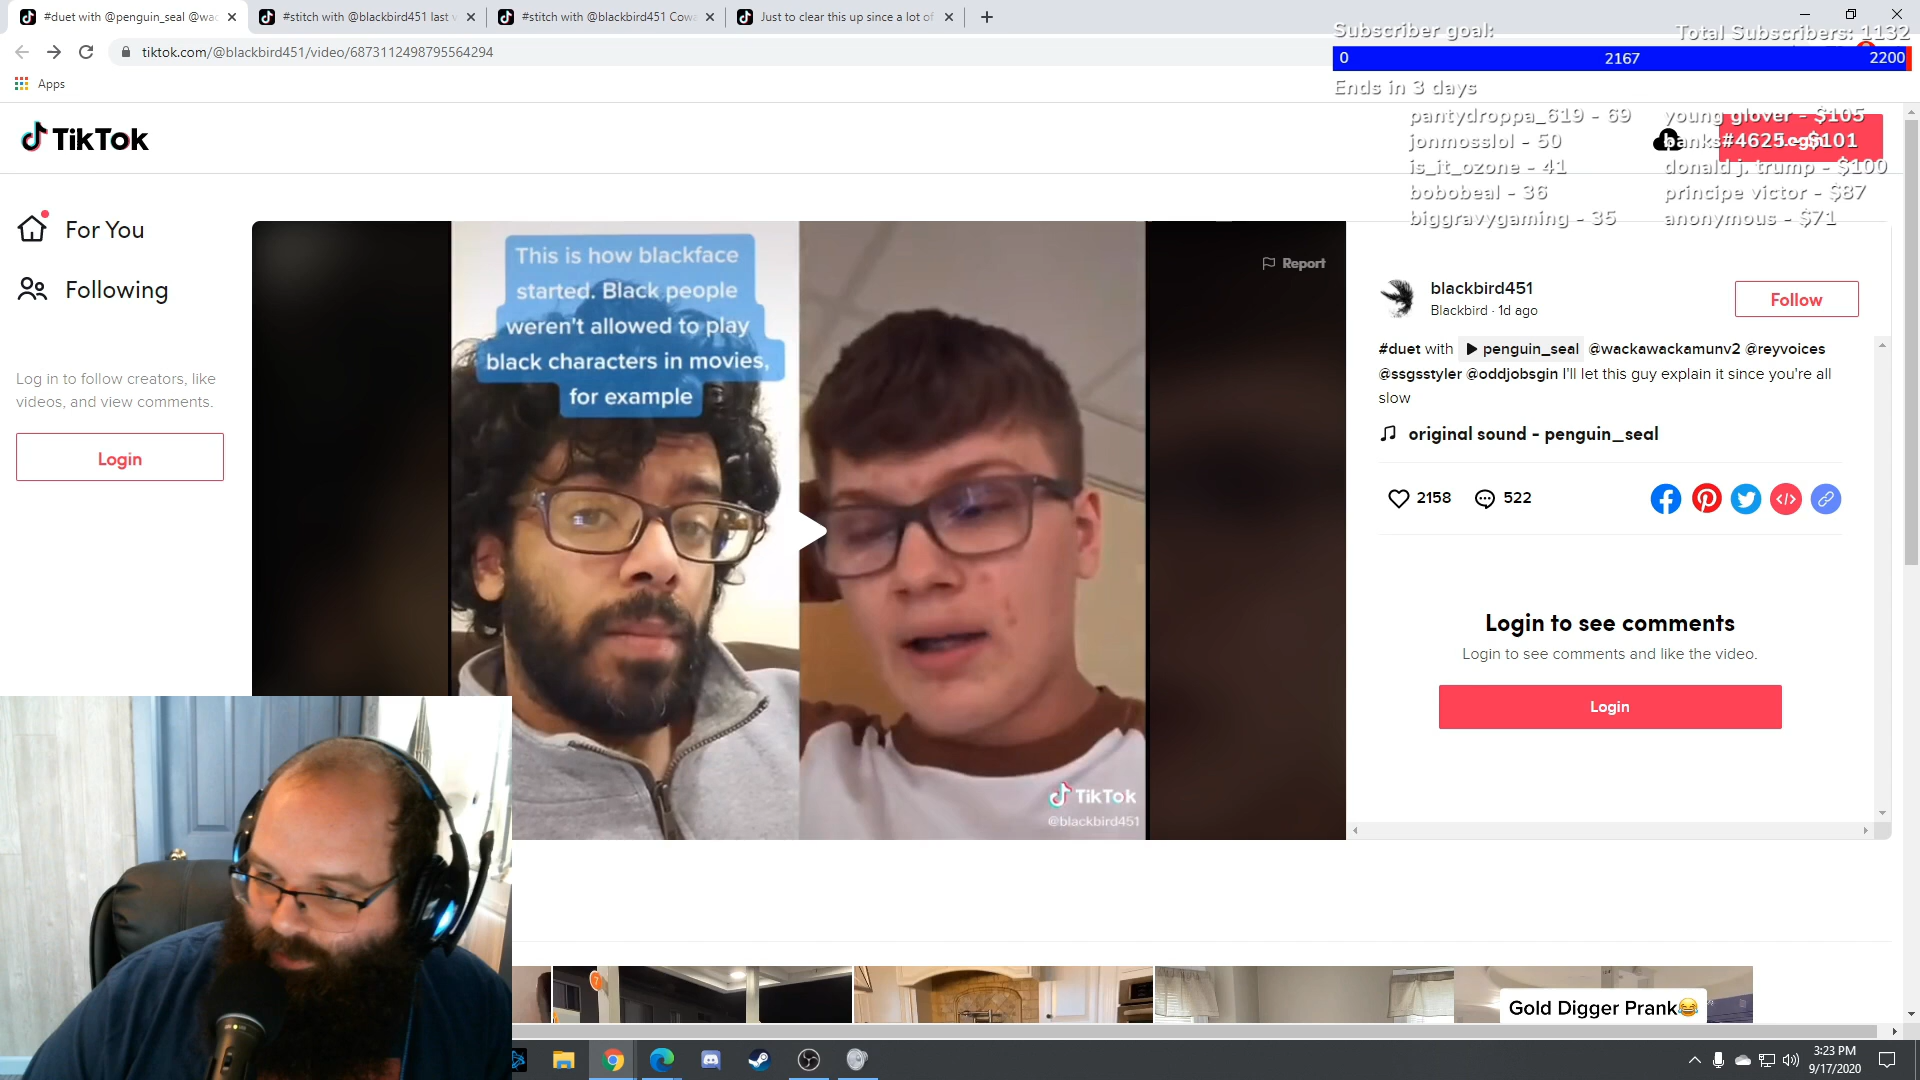 #duet with @penguin_seal @wac
#stitch with @blackbird451 last v
#stitch with @blackbird451 Cow
Just to clear this up since a lot of
tiktok.com/@blackbird451/video/6873112498795564294
Apps
Subscriber goal:
Total Subscribers: 1132
0
2167
2200
Ends in 3 days
pantydroppa_619 - 69
jonmosslol - 50
is_it_ozone - 41
bobobeal - 36
biggravygaming - 35
young glover - $105
banks#4625 - $101
donald j. trump - $100
principe victor - $87
anonymous - $71
TikTok
Login
For You
Following
Log in to follow creators, like
videos, and view comments.
Login
This is how blackface
started. Black people
weren't allowed to play
black characters in movies,
for example
Report
TikTok
@blackbird451
blackbird451
Blackbird · 1d ago
Follow
#duet with penguin_seal @wackawackamunv2 @reyvoices
@ssgsstyler @oddjobsgin I'll let this guy explain it since you're all
slow
original sound - penguin_seal
2158
522
Login to see comments
Login to see comments and like the video.
Login
Gold Digger Prank😂
3:23 PM
9/17/2020